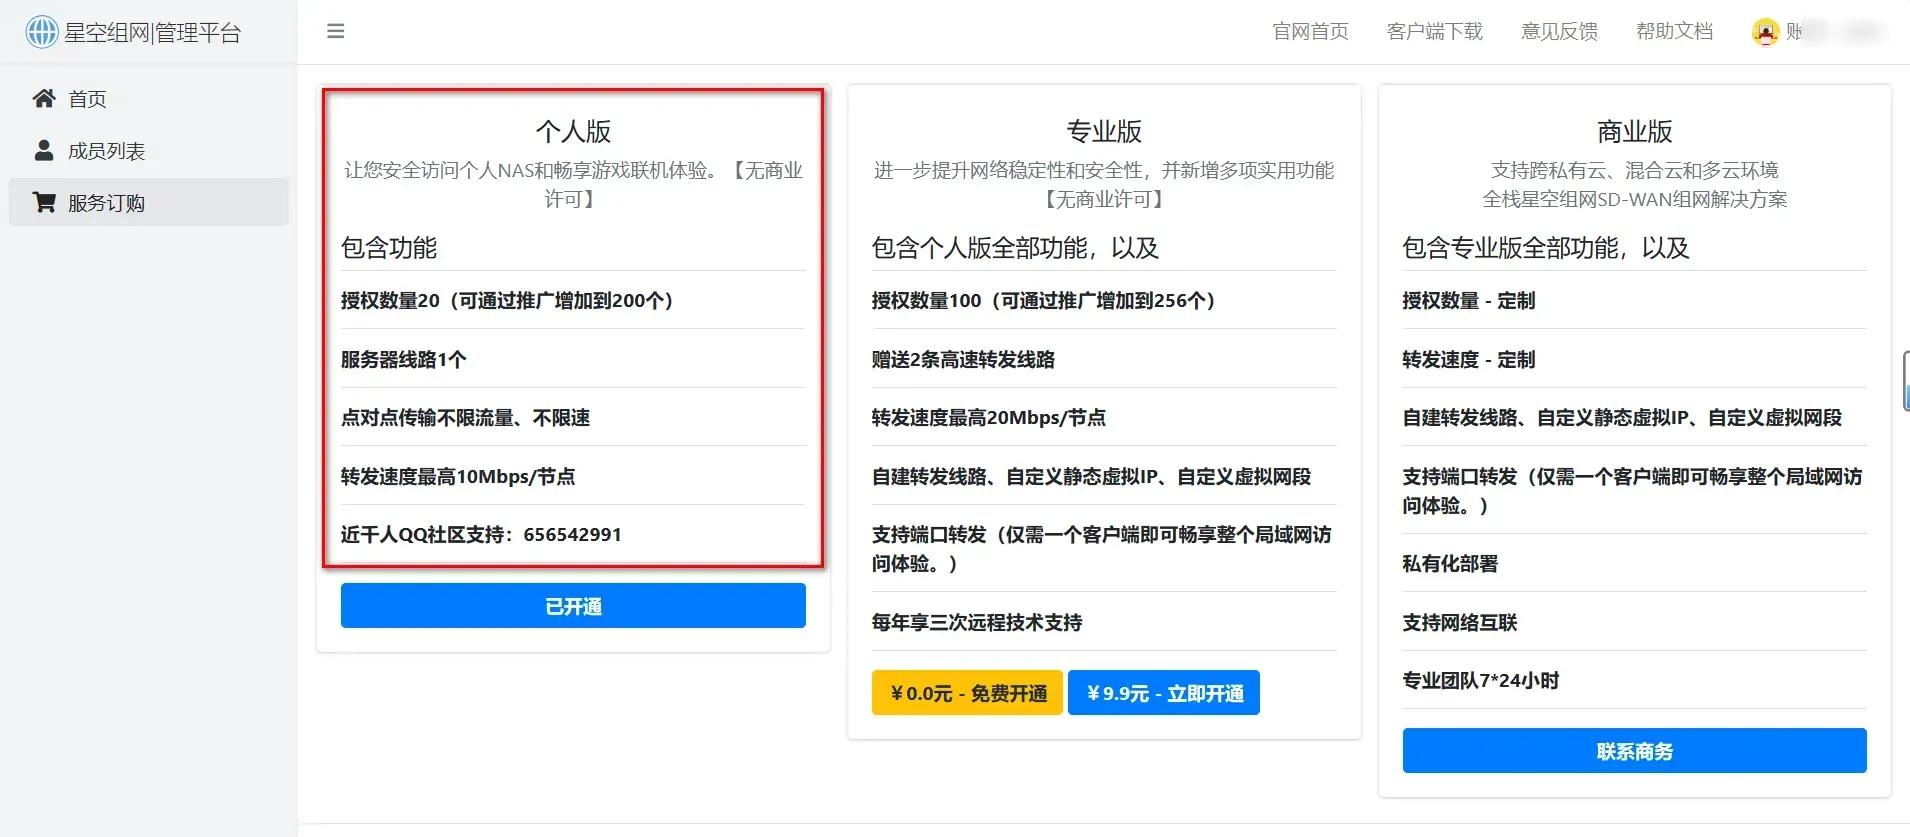 星空组网|管理平台
官网首页
客户端下载
意见反馈
帮助文档
账
首页
成员列表
服务订购
个人版
让您安全访问个人NAS和畅享游戏联机体验。【无商业
许可】
包含功能
授权数量20（可通过推广增加到200个）
服务器线路1个
点对点传输不限流量、不限速
转发速度最高10Mbps/节点
近千人QQ社区支持：656542991
已开通
专业版
进一步提升网络稳定性和安全性，并新增多项实用功能
【无商业许可】
包含个人版全部功能，以及
授权数量100（可通过推广增加到256个）
赠送2条高速转发线路
转发速度最高20Mbps/节点
自建转发线路、自定义静态虚拟IP、自定义虚拟网段
支持端口转发（仅需一个客户端即可畅享整个局域网访
问体验。）
每年享三次远程技术支持
￥0.0元 - 免费开通
￥9.9元 - 立即开通
商业版
支持跨私有云、混合云和多云环境
全栈星空组网SD-WAN组网解决方案
包含专业版全部功能，以及
授权数量 - 定制
转发速度 - 定制
自建转发线路、自定义静态虚拟IP、自定义虚拟网段
支持端口转发（仅需一个客户端即可畅享整个局域网访
问体验。）
私有化部署
支持网络互联
专业团队7*24小时
联系商务